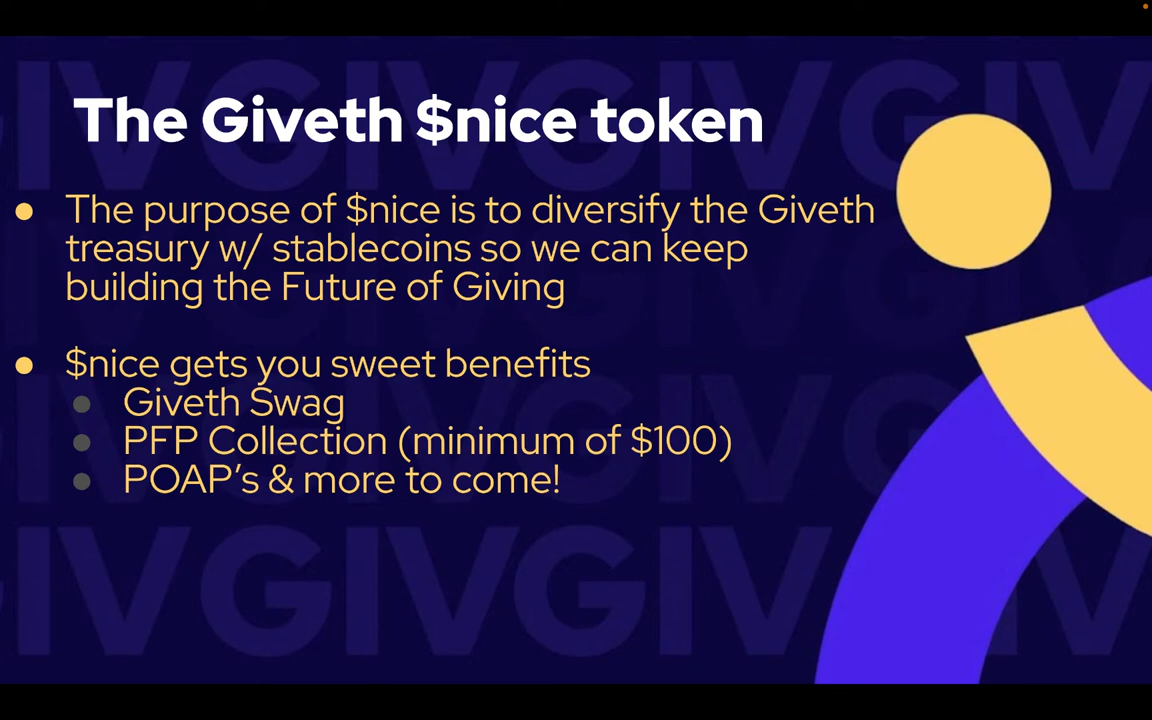 The Giveth $nice token
The purpose of $nice is to diversify the Giveth
treasury w/ stablecoins so we can keep
building the Future of Giving
$nice gets you sweet benefits
Giveth Swag
PFP Collection (minimum of $100)
POAP's & more to come!
GIVGIVGIVGIV